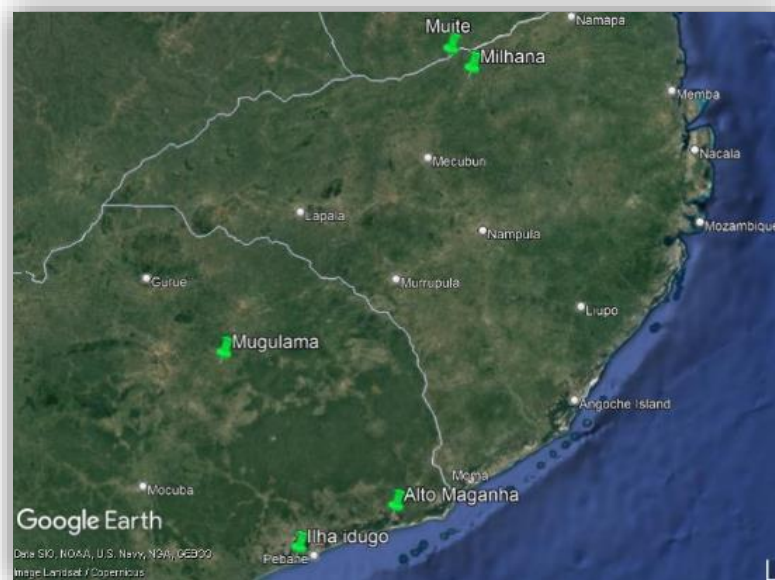 Namapa
Muite
Milhana
Memba
Mecuburi
Nacala
Lapala
Mozambique
Nampula
Gurue
Murrupula
Liupo
Mugulama
Angoche Island
Moma
Mocuba
Alto Maganha
Google Earth
Ilha idugo
Data SIO, NOAA, U.S. Navy, NGA, GEBCO
Pebane
Image Landsat / Copernicus